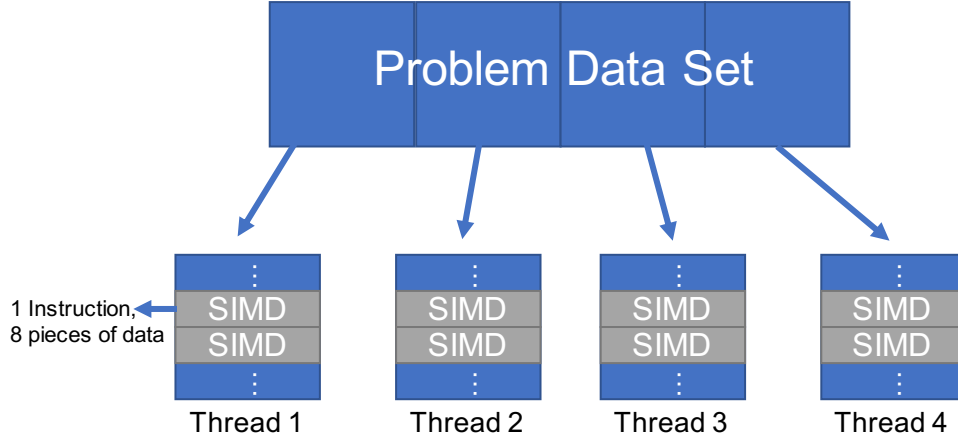 Problem Data Set
⋮ ⋮ ⋮ ⋮
1 Instruction,
8 pieces of data
SIMD SIMD SIMD SIMD
SIMD SIMD SIMD SIMD
⋮ ⋮ ⋮ ⋮
Thread 1 Thread 2 Thread 3 Thread 4